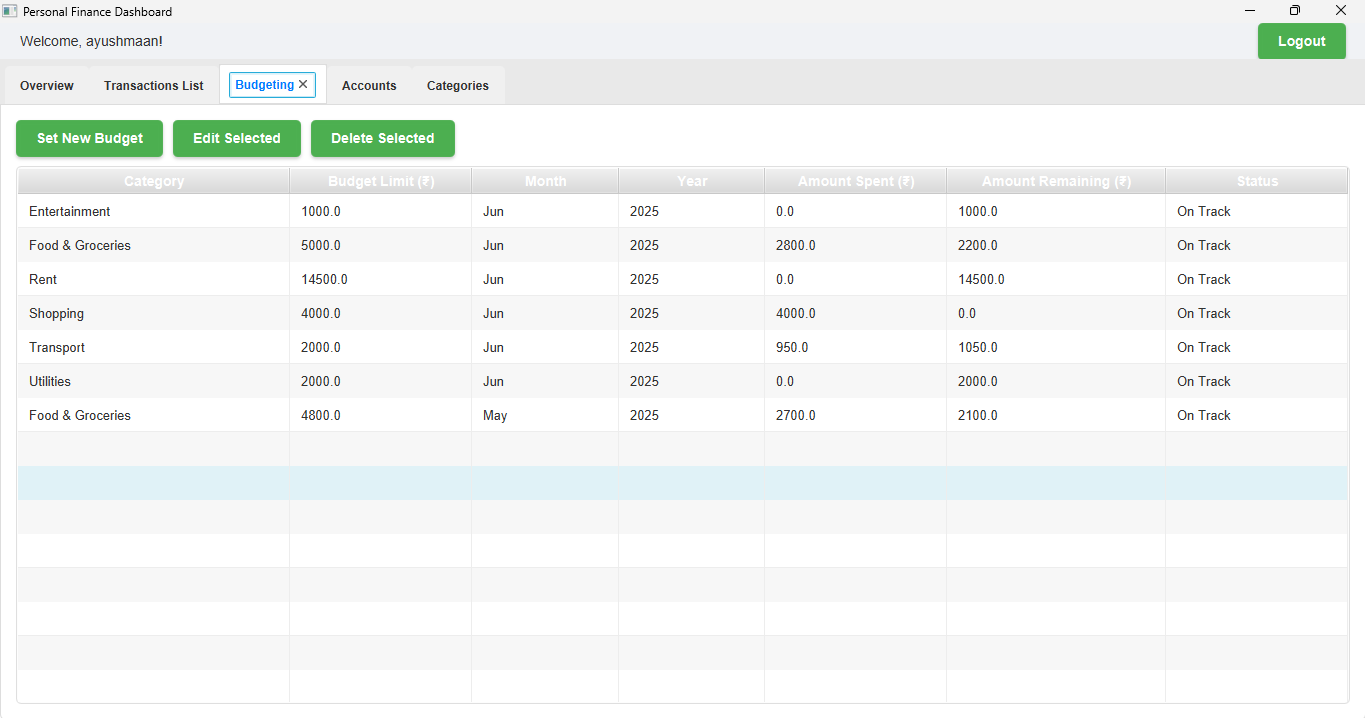 Personal Finance Dashboard
Welcome, ayushmaan!
Logout
Overview Transactions List Budgeting Accounts Categories
Set New Budget Edit Selected Delete Selected
Category Budget Limit (₹) Month Year Amount Spent (₹) Amount Remaining (₹) Status
Entertainment 1000.0 Jun 2025 0.0 1000.0 On Track
Food & Groceries 5000.0 Jun 2025 2800.0 2200.0 On Track
Rent 14500.0 Jun 2025 0.0 14500.0 On Track
Shopping 4000.0 Jun 2025 4000.0 0.0 On Track
Transport 2000.0 Jun 2025 950.0 1050.0 On Track
Utilities 2000.0 Jun 2025 0.0 2000.0 On Track
Food & Groceries 4800.0 May 2025 2700.0 2100.0 On Track